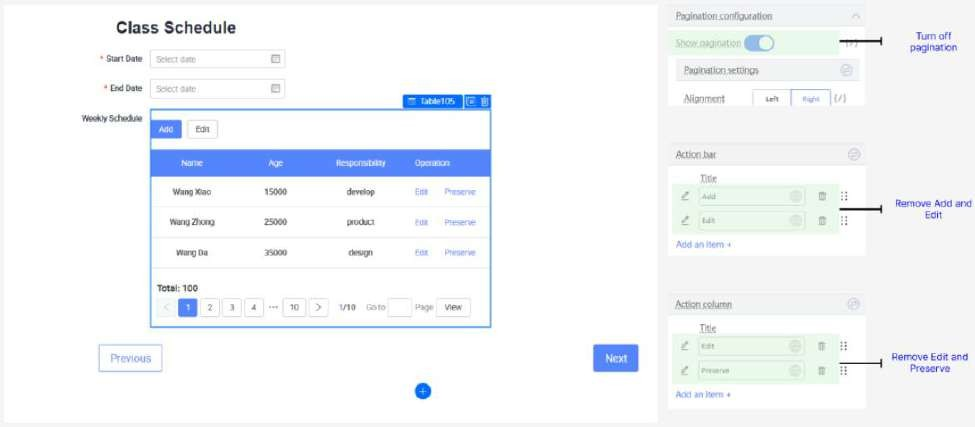 Class Schedule
* Start Date Select date
* End Date Select date
Table105
Weekly Schedule
Add Edit
Name Age Responsibility Operation
Wang Xiao 15000 develop Edit Preserve
Wang Zhong 25000 product Edit Preserve
Wang Da 35000 design Edit Preserve
Total: 100
< 1 2 3 4 ··· 10 > 1/10 Go to Page View
Previous Next
Pagination configuration
Show pagination {/}
Pagination settings
Alignment Left Right {/}
Turn off
pagination
Action bar
Title
Add
Edit
Add an item +
Remove Add and
Edit
Action column
Title
Edit
Preserve
Add an item +
Remove Edit and
Preserve